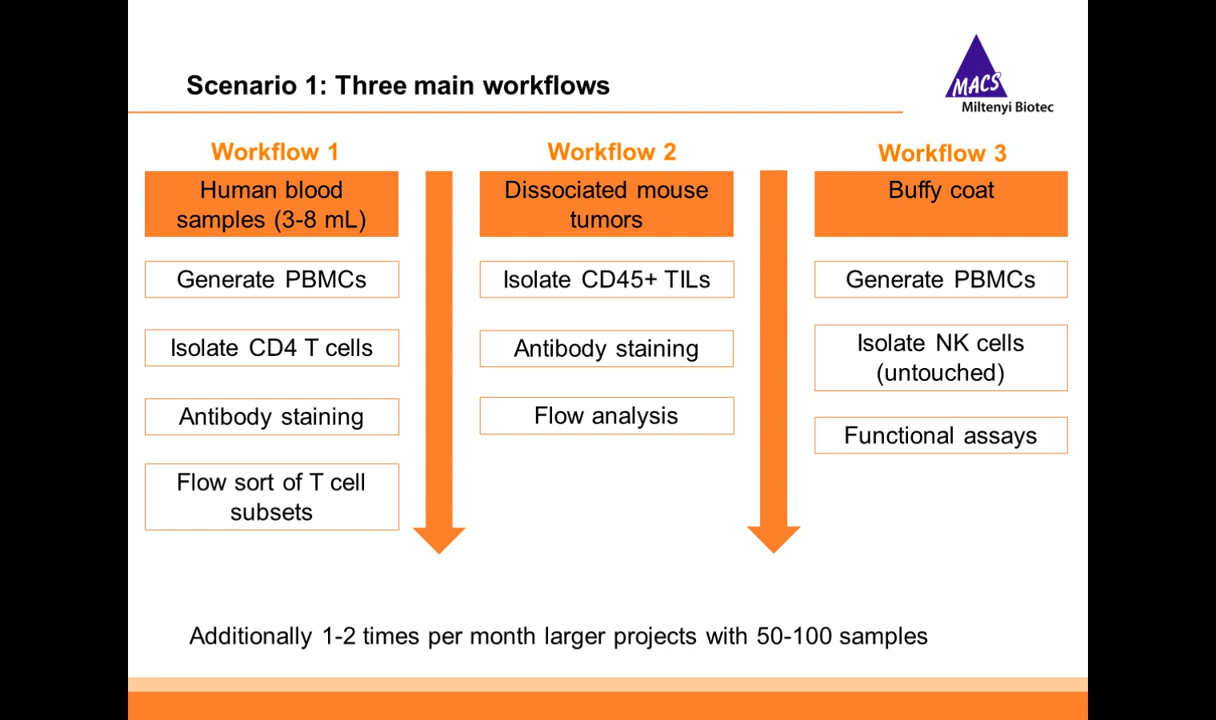 Scenario 1: Three main workflows
MACS
Miltenyi Biotec
Workflow 1
Human blood
samples (3-8 mL)
Generate PBMCs
Isolate CD4 T cells
Antibody staining
Flow sort of T cell
subsets
Workflow 2
Dissociated mouse
tumors
Isolate CD45+ TILs
Antibody staining
Flow analysis
Workflow 3
Buffy coat
Generate PBMCs
Isolate NK cells
(untouched)
Functional assays
Additionally 1-2 times per month larger projects with 50-100 samples